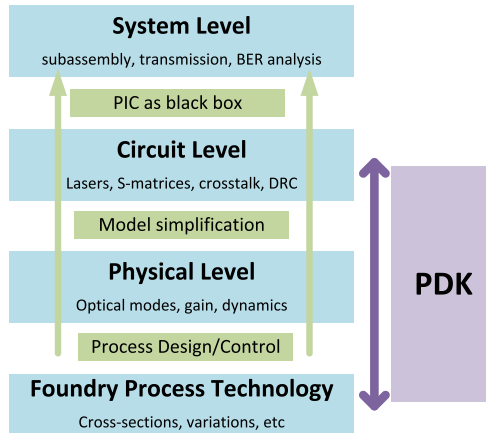 System Level
subassembly, transmission, BER analysis
PIC as black box
Circuit Level
Lasers, S-matrices, crosstalk, DRC
Model simplification
Physical Level
Optical modes, gain, dynamics
Process Design/Control
Foundry Process Technology
Cross-sections, variations, etc
PDK